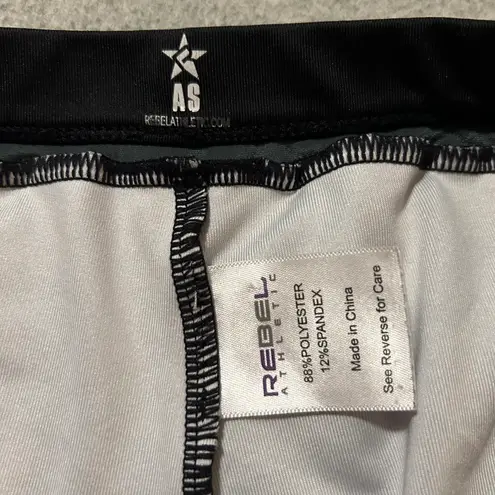 AS
REBELATHLETIC.COM
REBEL
ATHLETIC
88%POLYESTER
12%SPANDEX
Made in China
See Reverse for Care